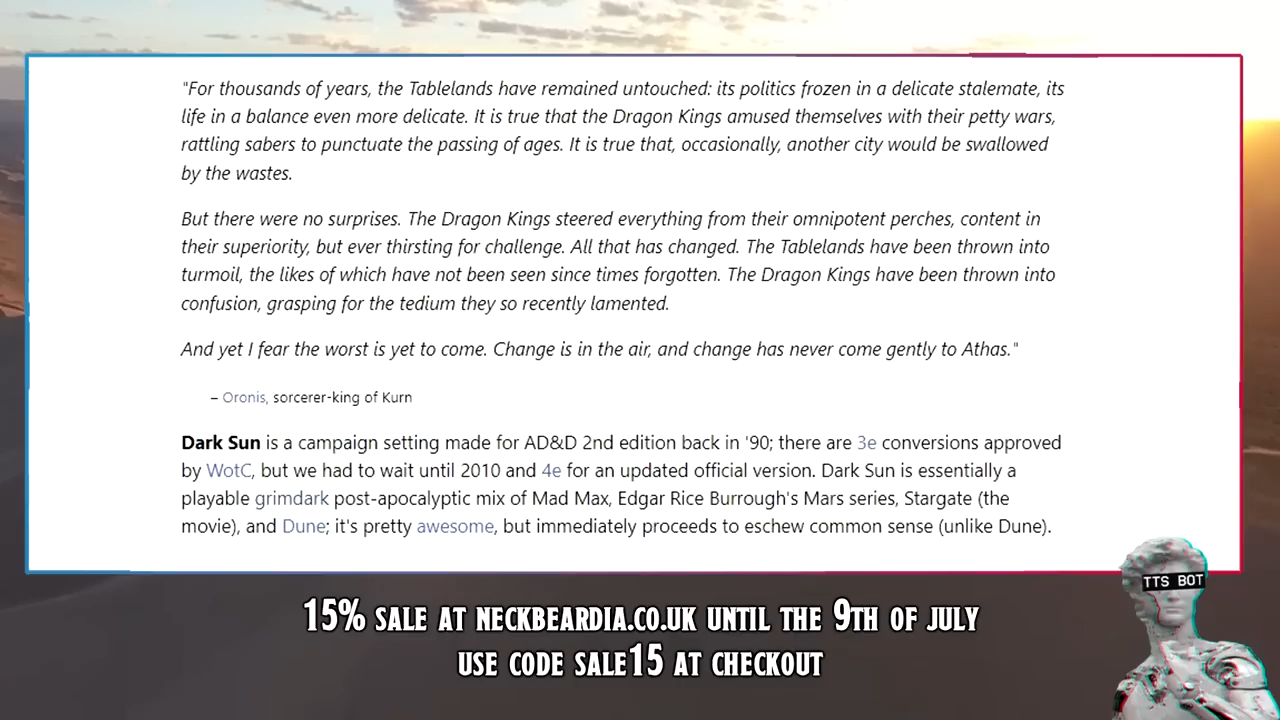 "For thousands of years, the Tablelands have remained untouched: its politics frozen in a delicate stalemate, its
life in a balance even more delicate. It is true that the Dragon Kings amused themselves with their petty wars,
rattling sabers to punctuate the passing of ages. It is true that, occasionally, another city would be swallowed
by the wastes.
But there were no surprises. The Dragon Kings steered everything from their omnipotent perches, content in
their superiority, but ever thirsting for challenge. All that has changed. The Tablelands have been thrown into
turmoil, the likes of which have not been seen since times forgotten. The Dragon Kings have been thrown into
confusion, grasping for the tedium they so recently lamented.
And yet I fear the worst is yet to come. Change is in the air, and change has never come gently to Athas."
– Oronis, sorcerer-king of Kurn
Dark Sun is a campaign setting made for AD&D 2nd edition back in '90; there are 3e conversions approved
by WotC, but we had to wait until 2010 and 4e for an updated official version. Dark Sun is essentially a
playable grimdark post-apocalyptic mix of Mad Max, Edgar Rice Burrough's Mars series, Stargate (the
movie), and Dune; it's pretty awesome, but immediately proceeds to eschew common sense (unlike Dune).
TTS BOT
15% SALE AT NECKBEARDIA.CO.UK UNTIL THE 9TH OF JULY
USE CODE SALE15 AT CHECKOUT